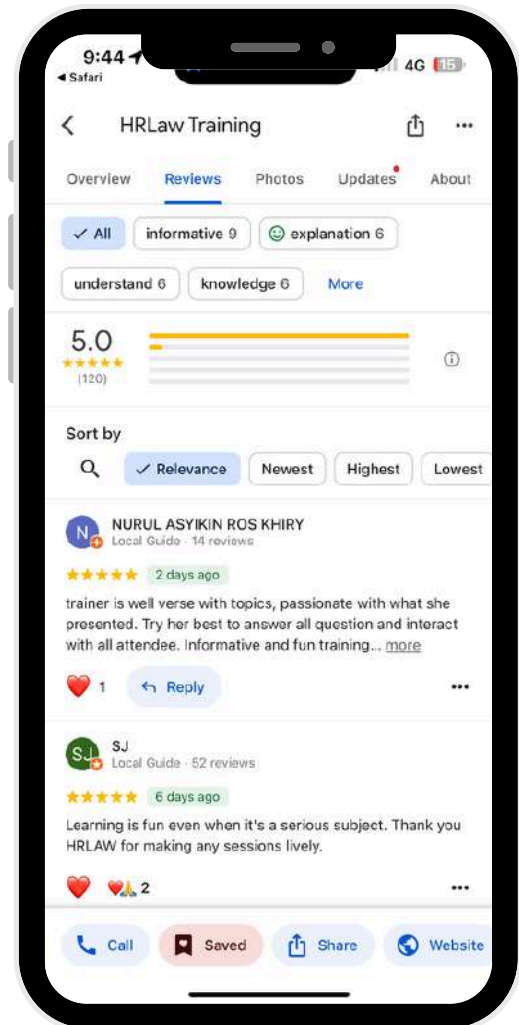 9:44
4G 15
◀ Safari
HRLaw Training
Overview Reviews Photos Updates About
All informative 9 explanation 6
understand 6 knowledge 6 More
5.0
(120)
Sort by
Relevance Newest Highest Lowest
N NURUL ASYIKIN ROS KHIRY
Local Guide · 14 reviews
2 days ago
trainer is well verse with topics, passionate with what she
presented. Try her best to answer all question and interact
with all attendee. Informative and fun training... more
1 Reply
SJ SJ
Local Guide · 52 reviews
6 days ago
Learning is fun even when it's a serious subject. Thank you
HRLAW for making any sessions lively.
2
Call Saved Share Website